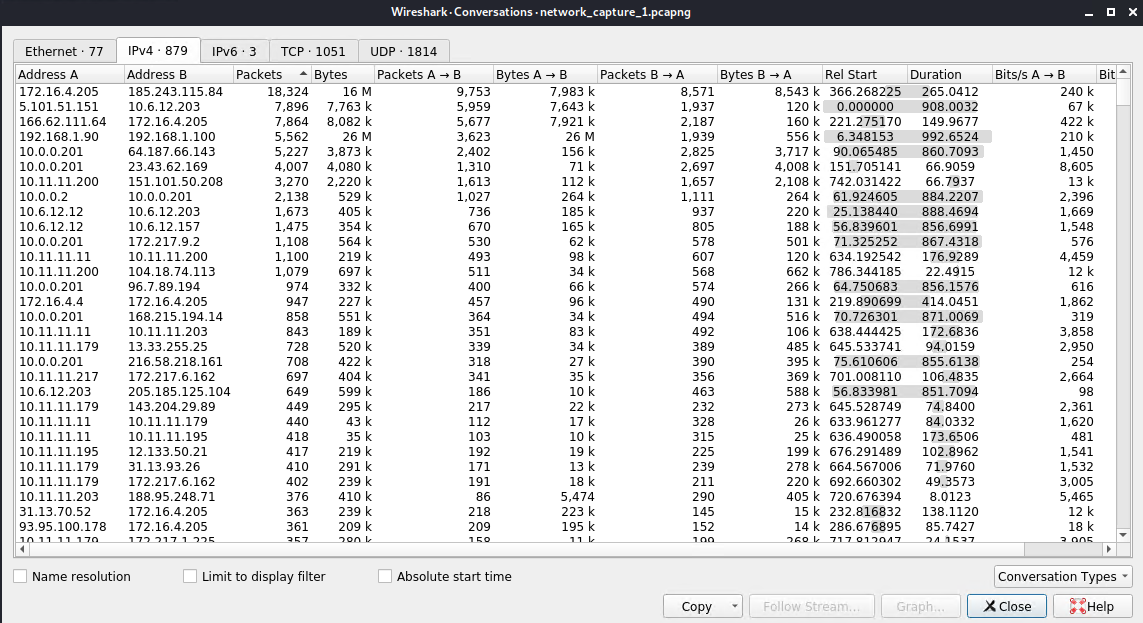 Wireshark · Conversations · network_capture_1.pcapng
Ethernet · 77 IPv4 · 879 IPv6 · 3 TCP · 1051 UDP · 1814
Address A Address B Packets Bytes Packets A → B Bytes A → B Packets B → A Bytes B → A Rel Start Duration Bits/s A → B Bit
172.16.4.205 185.243.115.84 18,324 16 M 9,753 7,983 k 8,571 8,543 k 366.268225 265.0412 240 k
5.101.51.151 10.6.12.203 7,896 7,763 k 5,959 7,643 k 1,937 120 k 0.000000 908.0032 67 k
166.62.111.64 172.16.4.205 7,864 8,082 k 5,677 7,921 k 2,187 160 k 221.275170 149.9677 422 k
192.168.1.90 192.168.1.100 5,562 26 M 3,623 26 M 1,939 556 k 6.348153 992.6524 210 k
10.0.0.201 64.187.66.143 5,227 3,873 k 2,402 156 k 2,825 3,717 k 90.065485 860.7093 1,450
10.0.0.201 23.43.62.169 4,007 4,080 k 1,310 71 k 2,697 4,008 k 151.705141 66.9059 8,605
10.11.11.200 151.101.50.208 3,270 2,220 k 1,613 112 k 1,657 2,108 k 742.031422 66.7937 13 k
10.0.0.2 10.0.0.201 2,138 529 k 1,027 264 k 1,111 264 k 61.924605 884.2207 2,396
10.6.12.12 10.6.12.203 1,673 405 k 736 185 k 937 220 k 25.138440 888.4694 1,669
10.6.12.12 10.6.12.157 1,475 354 k 670 165 k 805 188 k 56.839601 856.6991 1,548
10.0.0.201 172.217.9.2 1,108 564 k 530 62 k 578 501 k 71.325252 867.4318 576
10.11.11.11 10.11.11.200 1,100 219 k 493 98 k 607 120 k 634.192542 176.9289 4,459
10.11.11.200 104.18.74.113 1,079 697 k 511 34 k 568 662 k 786.344185 22.4915 12 k
10.0.0.201 96.7.89.194 974 332 k 400 66 k 574 266 k 64.750683 856.1576 616
172.16.4.4 172.16.4.205 947 227 k 457 96 k 490 131 k 219.890699 414.0451 1,862
10.0.0.201 168.215.194.14 858 551 k 364 34 k 494 516 k 70.726301 871.0069 319
10.11.11.11 10.11.11.203 843 189 k 351 83 k 492 106 k 638.444425 172.6836 3,858
10.11.11.179 13.33.255.25 728 520 k 339 34 k 389 485 k 645.533741 94.0159 2,950
10.0.0.201 216.58.218.161 708 422 k 318 27 k 390 395 k 75.610606 855.6138 254
10.11.11.217 172.217.6.162 697 404 k 341 35 k 356 369 k 701.008110 106.4835 2,664
10.6.12.203 205.185.125.104 649 599 k 186 10 k 463 588 k 56.833981 851.7094 98
10.11.11.179 143.204.29.89 449 295 k 217 22 k 232 273 k 645.528749 74.8400 2,361
10.11.11.11 10.11.11.179 440 43 k 112 17 k 328 26 k 633.961277 84.0332 1,620
10.11.11.11 10.11.11.195 418 35 k 103 10 k 315 25 k 636.490058 173.6506 481
10.11.11.195 12.133.50.21 417 219 k 192 19 k 225 199 k 676.291489 102.8962 1,541
10.11.11.179 31.13.93.26 410 291 k 171 13 k 239 278 k 664.567006 71.9760 1,532
10.11.11.179 172.217.6.162 402 239 k 191 18 k 211 220 k 692.660302 49.3573 3,005
10.11.11.203 188.95.248.71 376 410 k 86 5,474 290 405 k 720.676394 8.0123 5,465
31.13.70.52 172.16.4.205 363 239 k 218 223 k 145 15 k 232.816832 138.1120 12 k
93.95.100.178 172.16.4.205 361 209 k 209 195 k 152 14 k 286.676895 85.7427 18 k
10.11.11.179 172.217.1.225 357 280 k 158 11 k 199 268 k 717.812947 24.1537 3,905
Name resolution Limit to display filter Absolute start time Conversation Types
Copy Follow Stream... Graph... Close Help